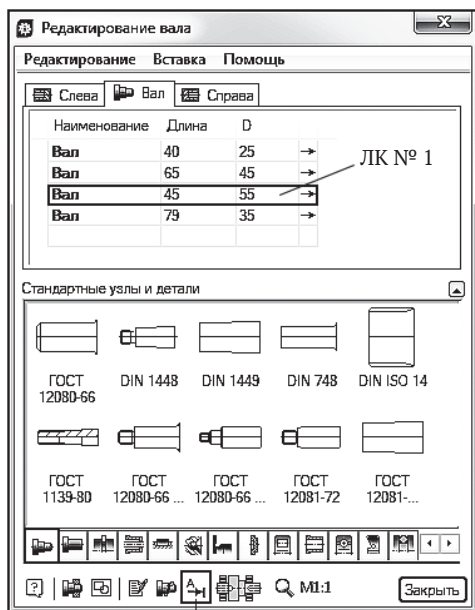 Редактирование вала
Редактирование Вставка Помощь
Слева Вал Справа
Наименование Длина D
Вал 40 25
Вал 65 45
Вал 45 55
Вал 79 35
ЛК № 1
Стандартные узлы и детали
ГОСТ 12080-66
DIN 1448
DIN 1449
DIN 748
DIN ISO 14
ГОСТ 1139-80
ГОСТ 12080-66 ...
ГОСТ 12080-66 ...
ГОСТ 12081-72
ГОСТ 12081-...
М1:1 Закрыть